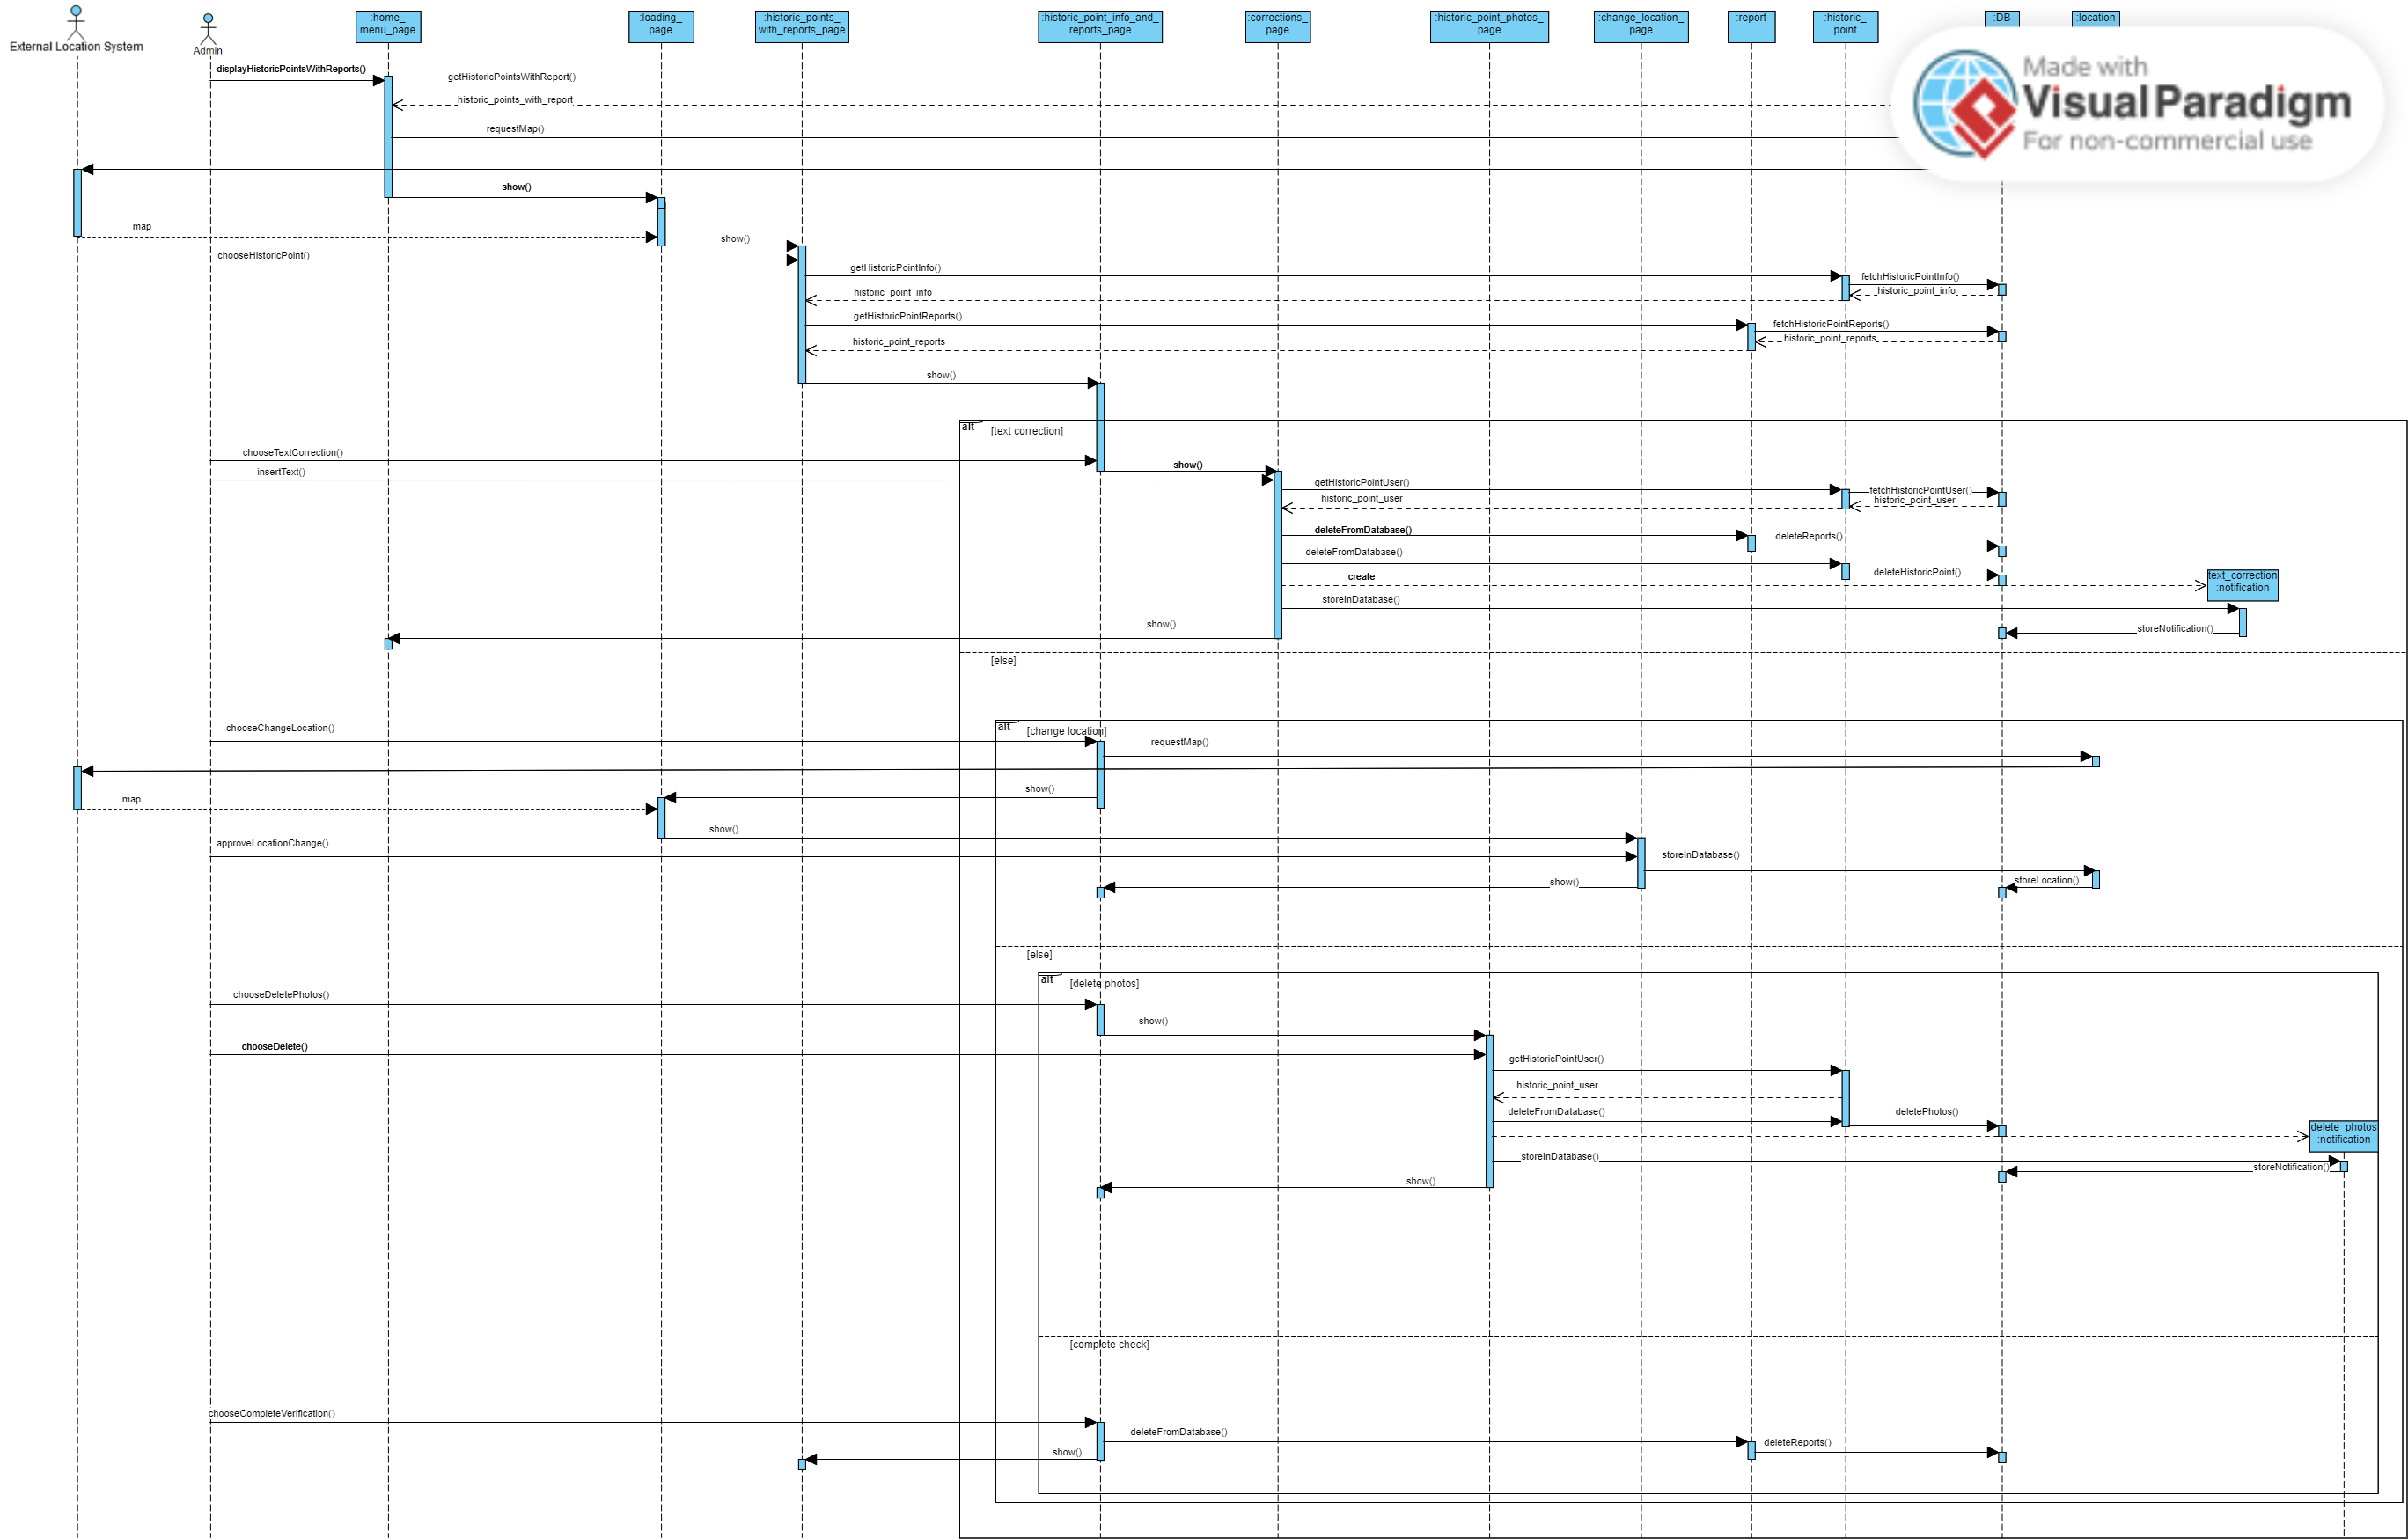 :home_
menu_page
:loading_
page
:historic_points_
with_reports_page
:historic_point_info_and_
reports_page
:corrections_
page
:historic_point_photos_
page
:change_location_
page
:report
:historic_
point
:DB
:location
External Location System
Admin
Made with
Visual Paradigm
For non-commercial use
displayHistoricPointsWithReports()
getHistoricPointsWithReport()
historic_points_with_report
requestMap()
show()
map
show()
chooseHistoricPoint()
getHistoricPointInfo()
fetchHistoricPointInfo()
historic_point_info
historic_point_info
getHistoricPointReports()
fetchHistoricPointReports()
historic_point_reports
historic_point_reports
show()
alt
[text correction]
chooseTextCorrection()
show()
insertText()
getHistoricPointUser()
fetchHistoricPointUser()
historic_point_user
historic_point_user
deleteFromDatabase()
deleteReports()
deleteFromDatabase()
create
deleteHistoricPoint()
text_correction
:notification
storeInDatabase()
show()
storeNotification()
[else]
alt
[change location]
chooseChangeLocation()
requestMap()
show()
map
show()
approveLocationChange()
storeInDatabase()
show()
storeLocation()
[else]
alt
[delete photos]
chooseDeletePhotos()
show()
chooseDelete()
getHistoricPointUser()
historic_point_user
deleteFromDatabase()
deletePhotos()
delete_photos
:notification
storeInDatabase()
storeNotification()
show()
[complete check]
chooseCompleteVerification()
deleteFromDatabase()
show()
deleteReports()